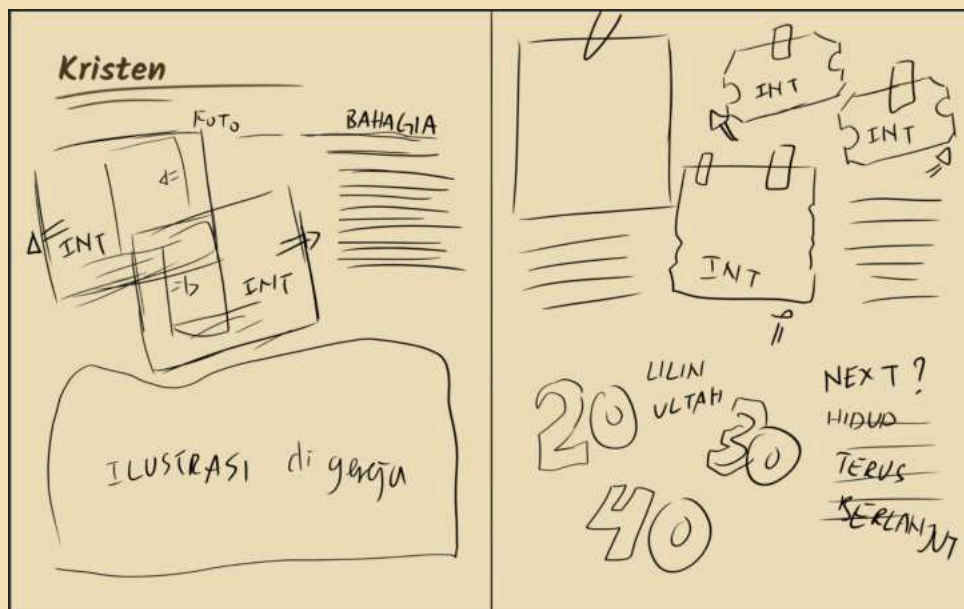 Kristen
FOTO
BAHAGIA
INT
INT
ILUSTRASI di gereja
INT
INT
INT
LILIN
ULTAH
20
30
40
NEXT?
HIDUP
TERUS
BERLANJUT